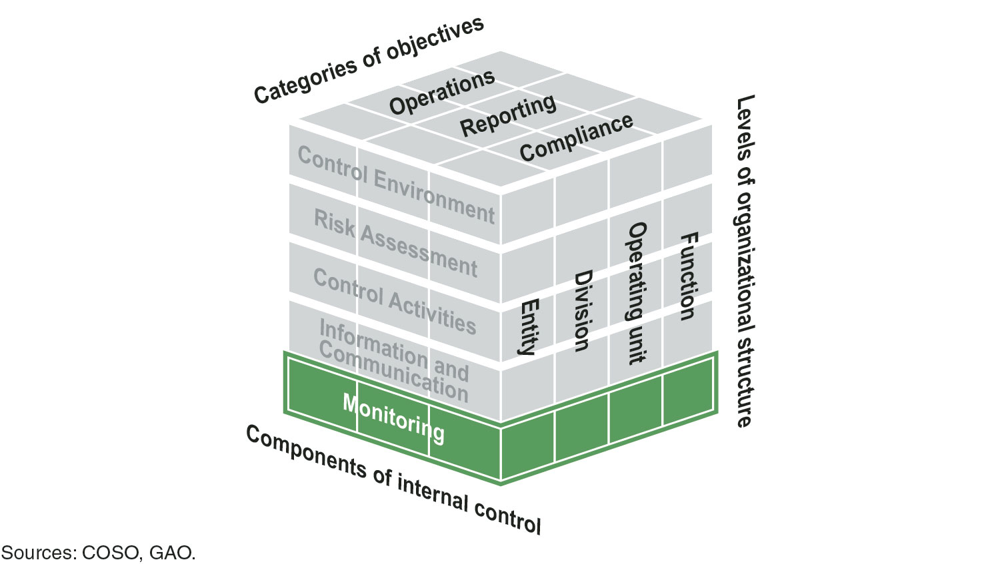 Categories of objectives
Operations
Reporting
Compliance
Control Environment
Risk Assessment
Control Activities
Information and
Communication
Monitoring
Components of internal control
Entity
Division
Operating unit
Function
Levels of organizational structure
Sources: COSO, GAO.